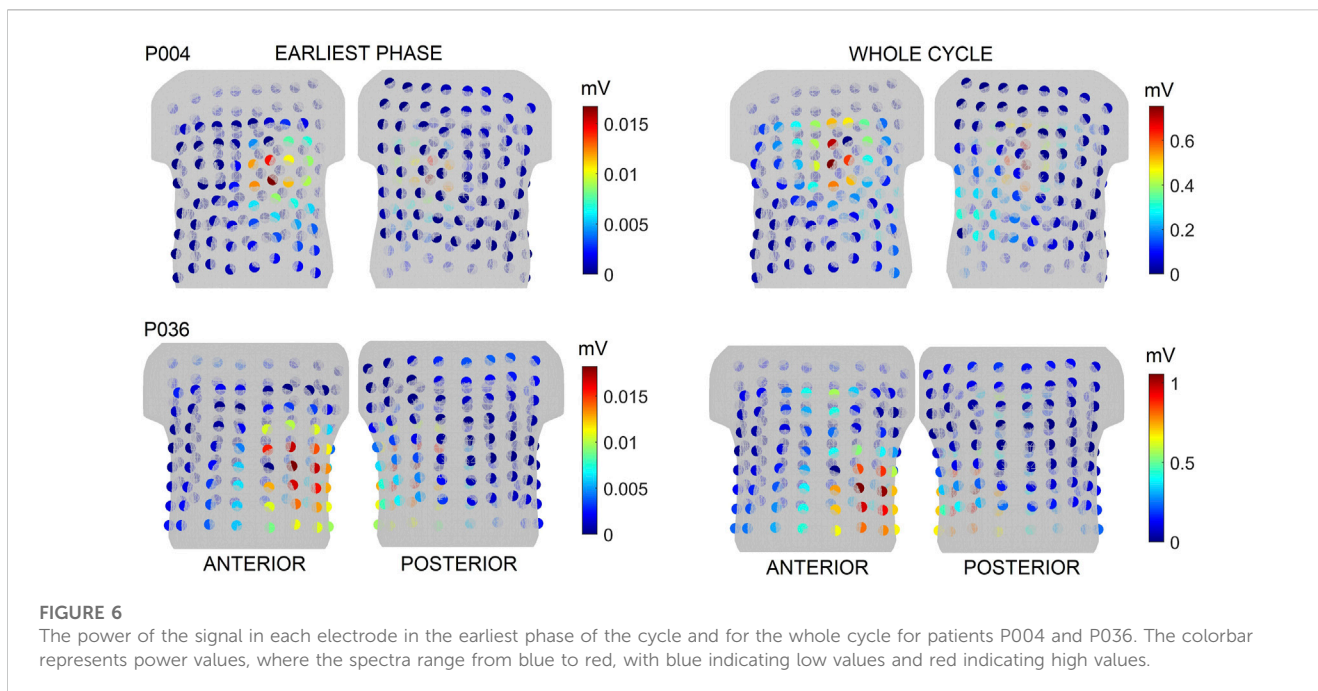 P004 EARLIEST PHASE WHOLE CYCLE
mV mV
0.015 0.6
0.01 0.4
0.005 0.2
0 0
P036
mV mV
0.015 1
0.01 0.5
0.005
0 0
ANTERIOR POSTERIOR ANTERIOR POSTERIOR
FIGURE 6
The power of the signal in each electrode in the earliest phase of the cycle and for the whole cycle for patients P004 and P036. The colorbar
represents power values, where the spectra range from blue to red, with blue indicating low values and red indicating high values.